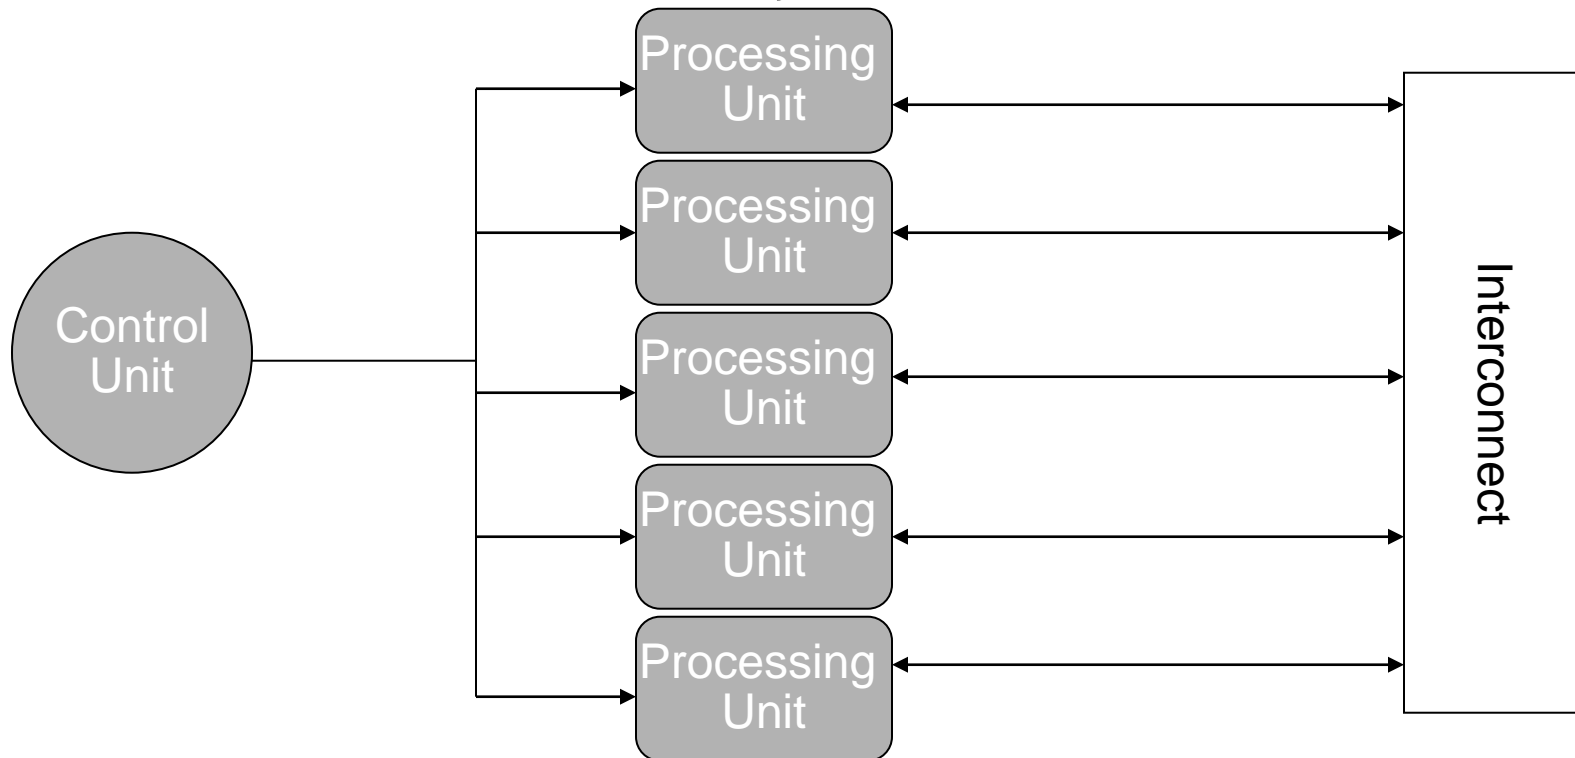 Processing
Unit
Processing
Unit
Control
Unit
Processing
Unit
Processing
Unit
Processing
Unit
Interconnect